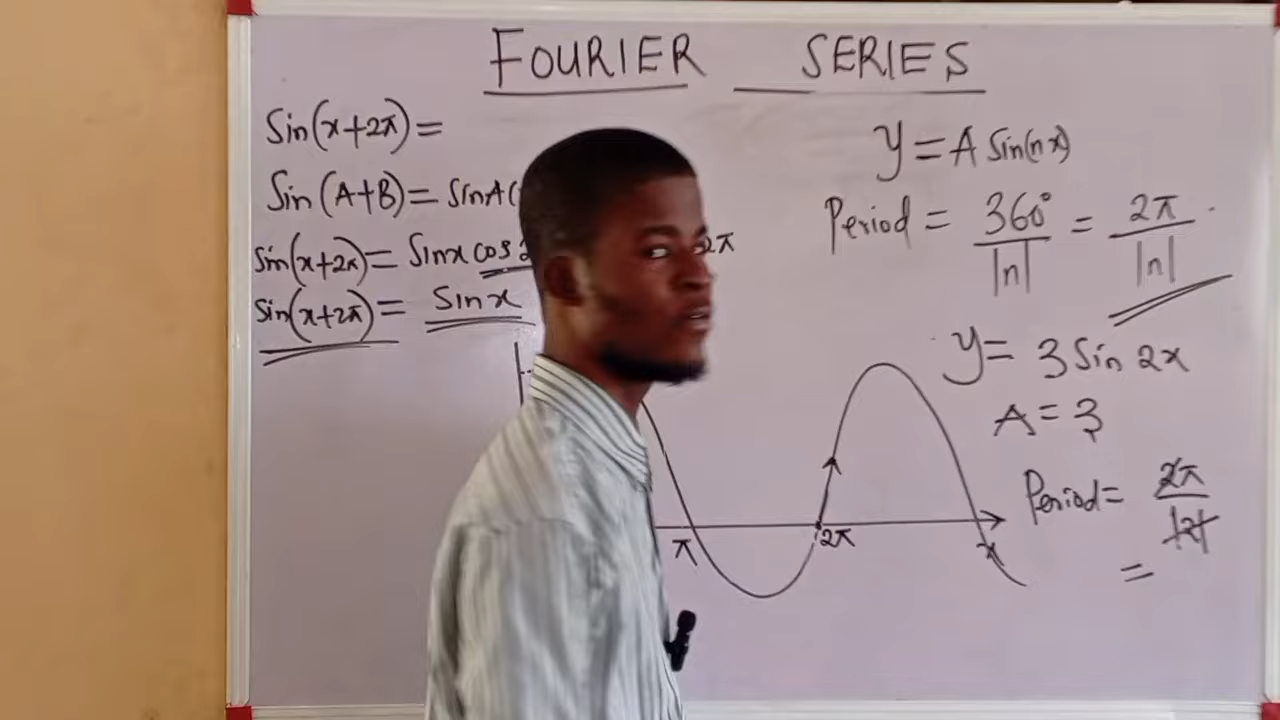 FOURIER SERIES
Sin(x+2π)=
Sin(A+B)= SinA(
Sin(x+2π)= Sinx cos 2π
Sin(x+2π)= Sinx
y=A Sin(nx)
Period = 360°/|n| = 2π/|n|
y= 3 Sin 2x
A=3
Period= 2π/|2|
=
π 2π x